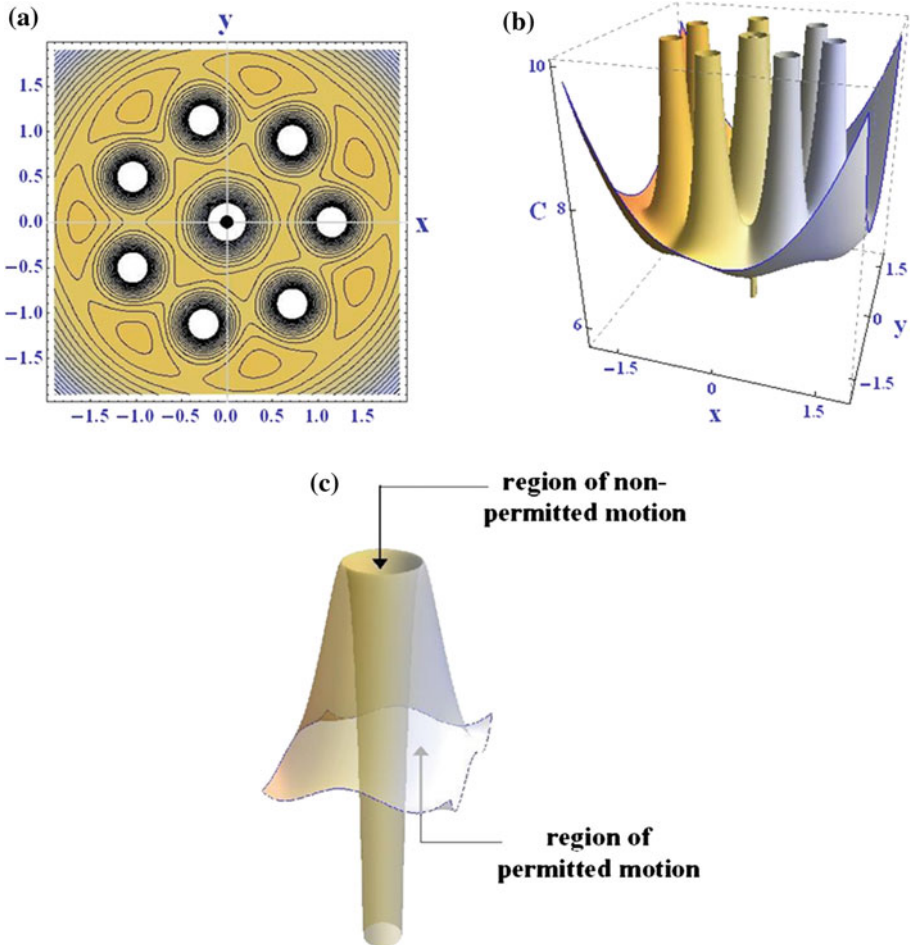 (a)
y
1.5
1.0
0.5
0.0
x
−0.5
−1.0
−1.5
−1.5 −1.0 −0.5 0.0 0.5 1.0 1.5
(b)
10
C
8
6
−1.5
0
1.5
x
1.5
0
y
−1.5
(c)
region of non-
permitted motion
region of
permitted motion